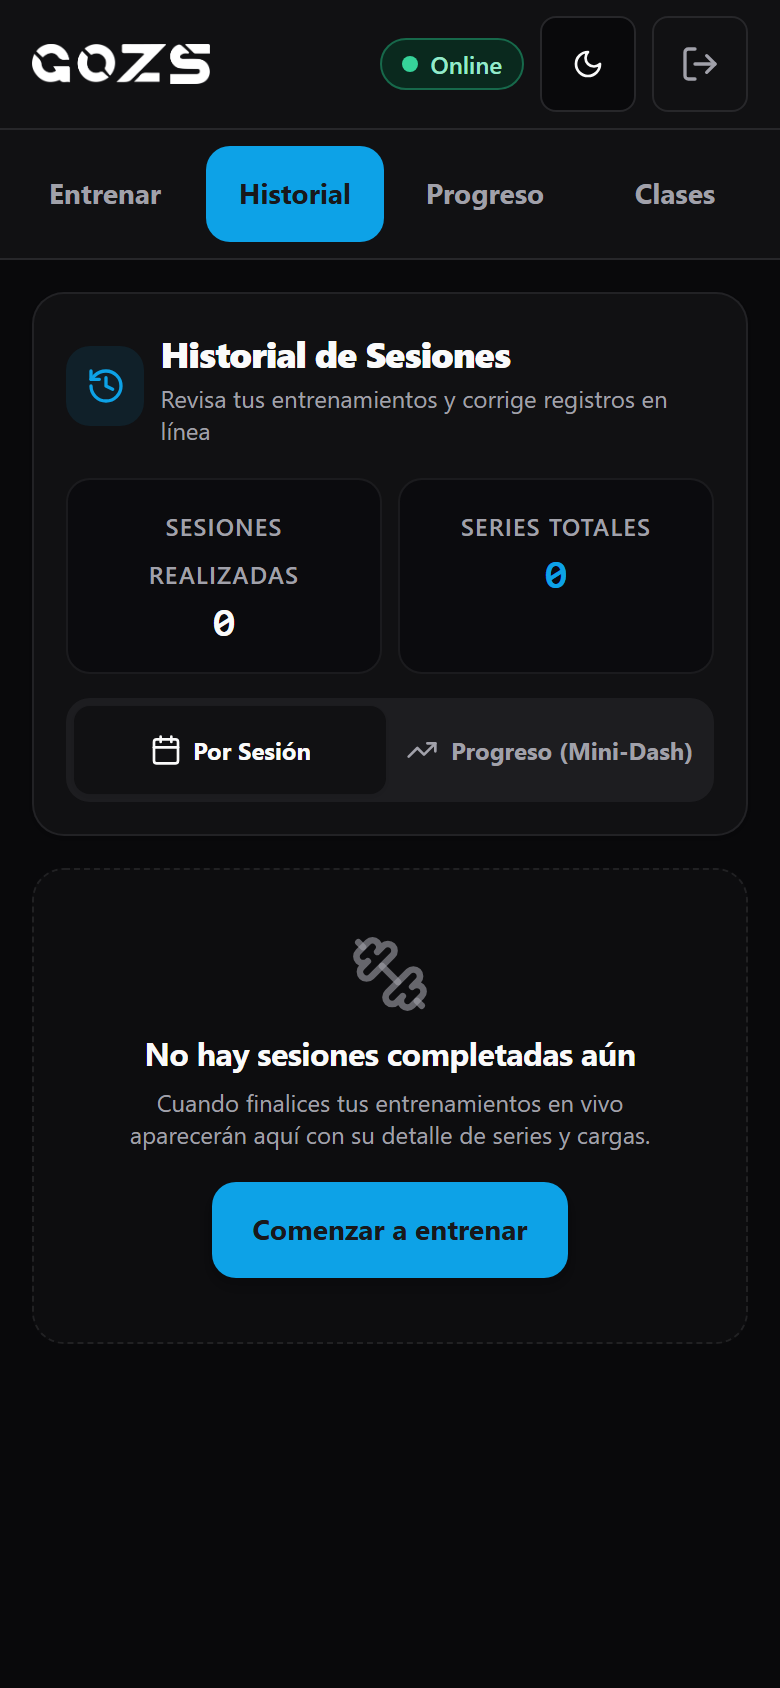 GOZS
Online
Entrenar
Historial
Progreso
Clases
Historial de Sesiones
Revisa tus entrenamientos y corrige registros en
línea
SESIONES
REALIZADAS
0
SERIES TOTALES
0
Por Sesión
Progreso (Mini-Dash)
No hay sesiones completadas aún
Cuando finalices tus entrenamientos en vivo
aparecerán aquí con su detalle de series y cargas.
Comenzar a entrenar